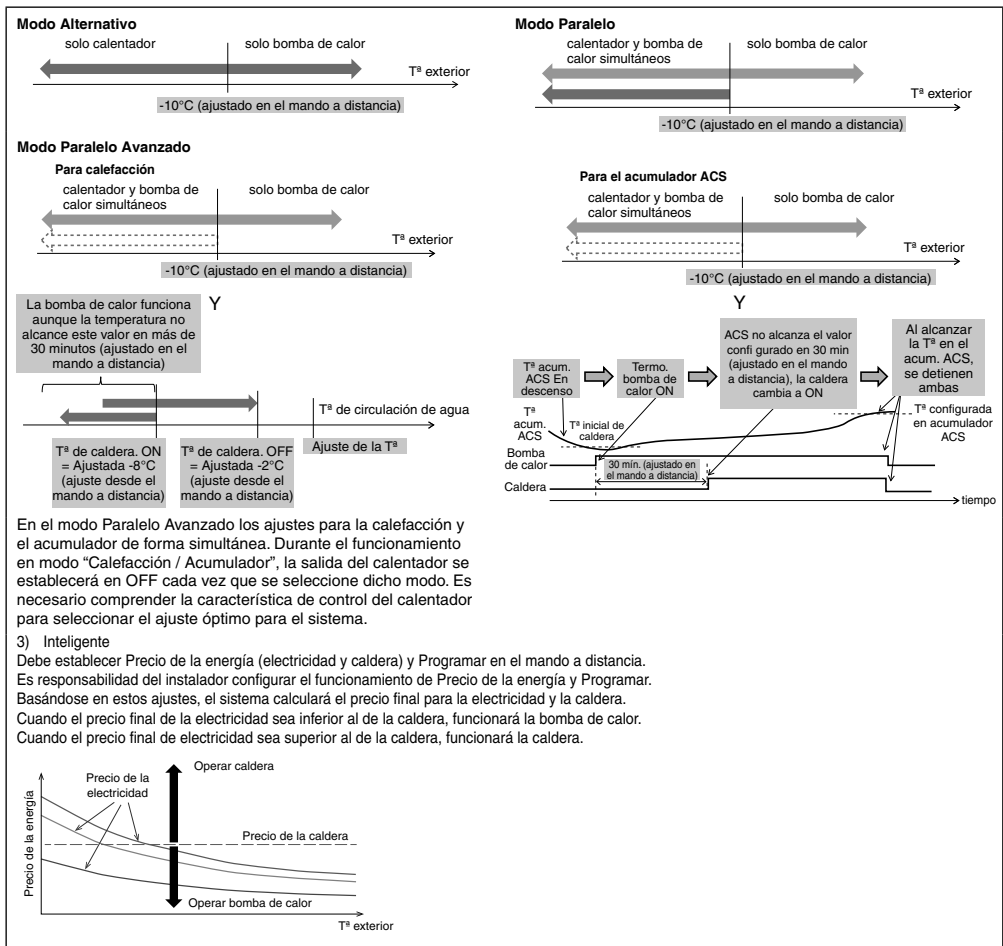 Modo Alternativo
solo calentador
solo bomba de calor
Tª exterior
-10°C (ajustado en el mando a distancia)
Modo Paralelo
calentador y bomba de
calor simultáneos
solo bomba de calor
Tª exterior
-10°C (ajustado en el mando a distancia)
Modo Paralelo Avanzado
Para calefacción
calentador y bomba de
calor simultáneos
solo bomba de calor
Tª exterior
-10°C (ajustado en el mando a distancia)
Y
La bomba de calor funciona
aunque la temperatura no
alcance este valor en más de
30 minutos (ajustado en el
mando a distancia)
Tª de circulación de agua
Tª de caldera. ON
= Ajustada -8°C
(ajuste desde el
mando a distancia)
Tª de caldera. OFF
= Ajustada -2°C
(ajuste desde el
mando a distancia)
Ajuste de la Tª
Para el acumulador ACS
calentador y bomba de
calor simultáneos
solo bomba de calor
Tª exterior
-10°C (ajustado en el mando a distancia)
Y
Tª acum.
ACS En
descenso
Termo.
bomba de
calor ON
ACS no alcanza el valor
confi gurado en 30 min
(ajustado en el mando
a distancia), la caldera
cambia a ON
Al alcanzar
la Tª en el
acum. ACS,
se detienen
ambas
Tª
acum.
ACS
Tª inicial de
caldera
Tª configurada
en acumulador
ACS
Bomba
de calor
30 mín. (ajustado en
el mando a distancia)
Caldera
tiempo
En el modo Paralelo Avanzado los ajustes para la calefacción y
el acumulador de forma simultánea. Durante el funcionamiento
en modo “Calefacción / Acumulador”, la salida del calentador se
establecerá en OFF cada vez que se seleccione dicho modo. Es
necesario comprender la característica de control del calentador
para seleccionar el ajuste óptimo para el sistema.
3) Inteligente
Debe establecer Precio de la energía (electricidad y caldera) y Programar en el mando a distancia.
Es responsabilidad del instalador configurar el funcionamiento de Precio de la energía y Programar.
Basándose en estos ajustes, el sistema calculará el precio final para la electricidad y la caldera.
Cuando el precio final de la electricidad sea inferior al de la caldera, funcionará la bomba de calor.
Cuando el precio final de electricidad sea superior al de la caldera, funcionará la caldera.
Precio de la energía
Precio de la
electricidad
Operar caldera
Precio de la caldera
Operar bomba de calor
Tª exterior